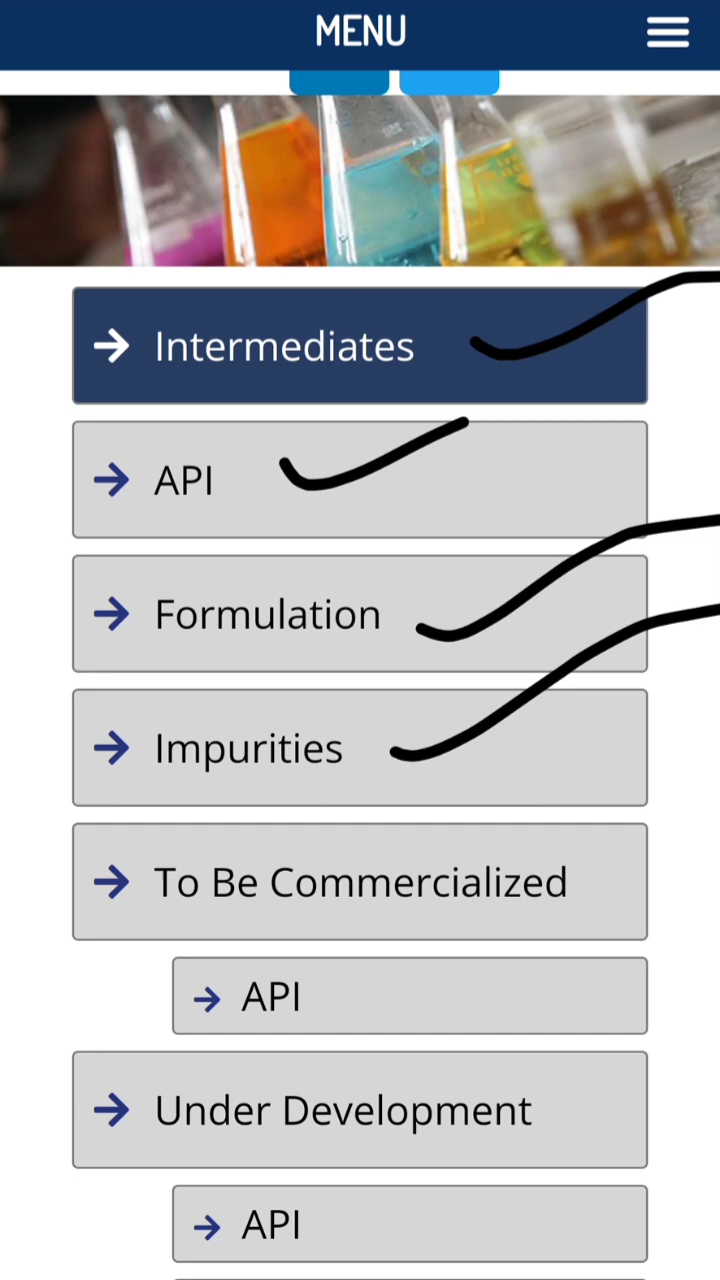 MENU
Intermediates
API
Formulation
Impurities
To Be Commercialized
API
Under Development
API